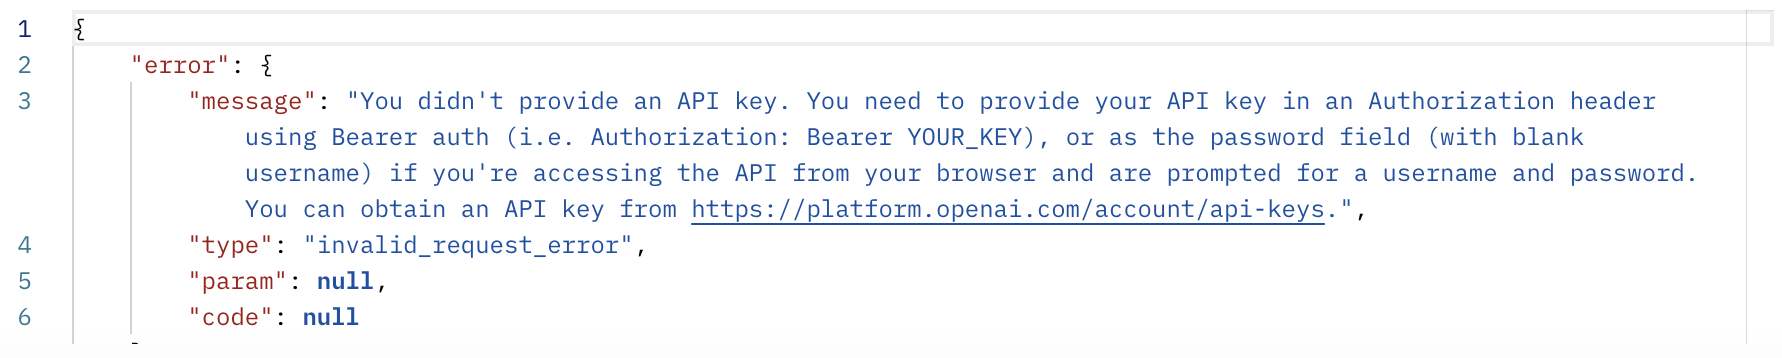 1 {
2 "error": {
3 "message": "You didn't provide an API key. You need to provide your API key in an Authorization header
using Bearer auth (i.e. Authorization: Bearer YOUR_KEY), or as the password field (with blank
username) if you're accessing the API from your browser and are prompted for a username and password.
You can obtain an API key from https://platform.openai.com/account/api-keys.",
4 "type": "invalid_request_error",
5 "param": null,
6 "code": null